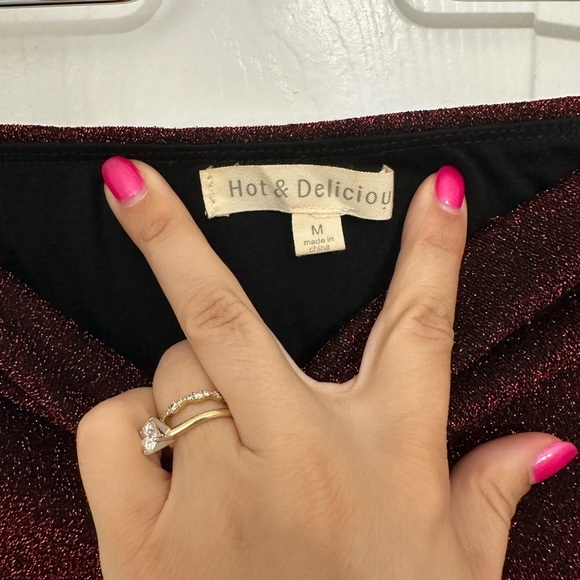 Hot & Deliciou
M
made in
china